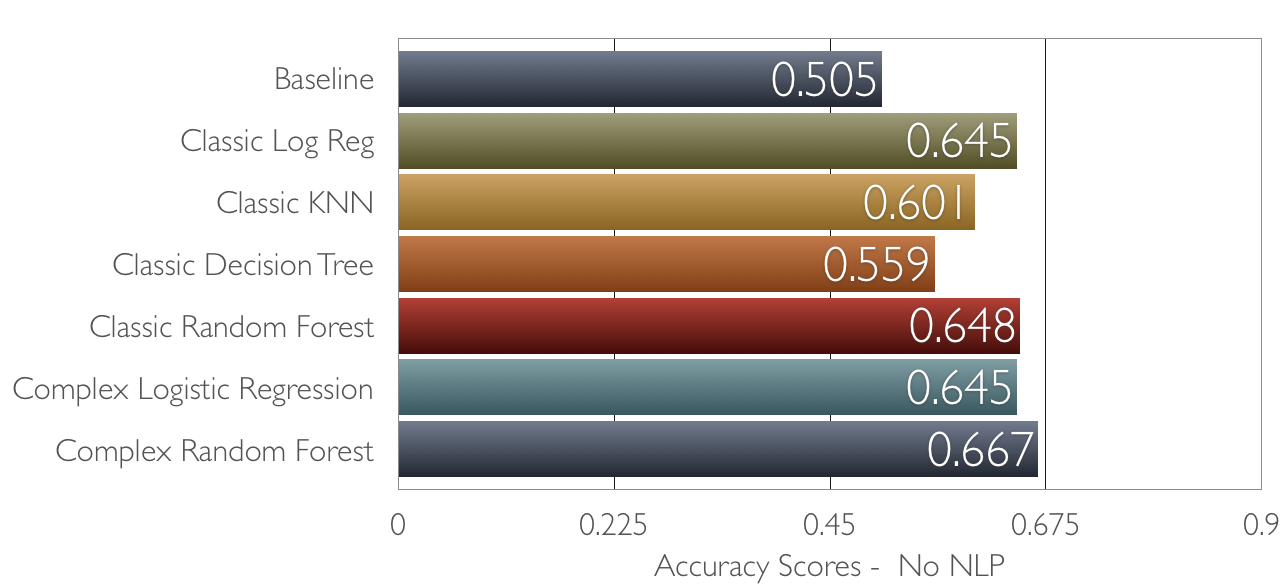 Baseline 0.505
Classic Log Reg 0.645
Classic KNN 0.601
Classic Decision Tree 0.559
Classic Random Forest 0.648
Complex Logistic Regression 0.645
Complex Random Forest 0.667
0 0.225 0.45 0.675 0.9
Accuracy Scores - No NLP